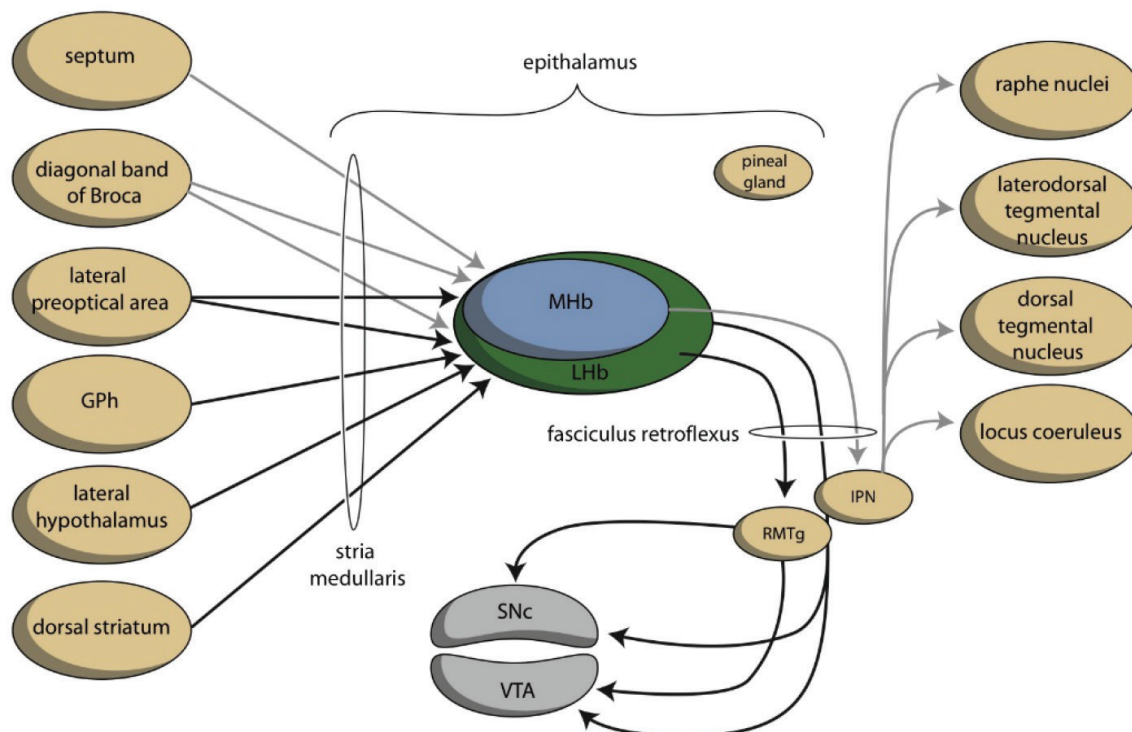 septum
diagonal band
of Broca
lateral
preoptical area
GPh
lateral
hypothalamus
dorsal striatum
epithalamus
pineal
gland
MHb
LHb
fasciculus retroflexus
stria
medullaris
IPN
RMTg
SNc
VTA
raphe nuclei
laterodorsal
tegmental
nucleus
dorsal
tegmental
nucleus
locus coeruleus